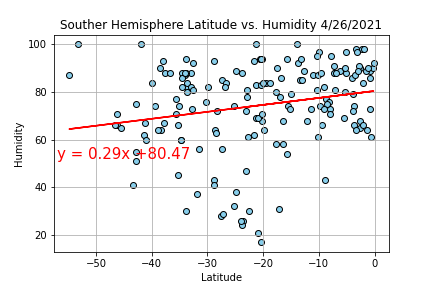 Souther Hemisphere Latitude vs. Humidity 4/26/2021
100
80
60
40
20
Humidity
y = 0.29x +80.47
−50
−40
−30
−20
−10
0
Latitude